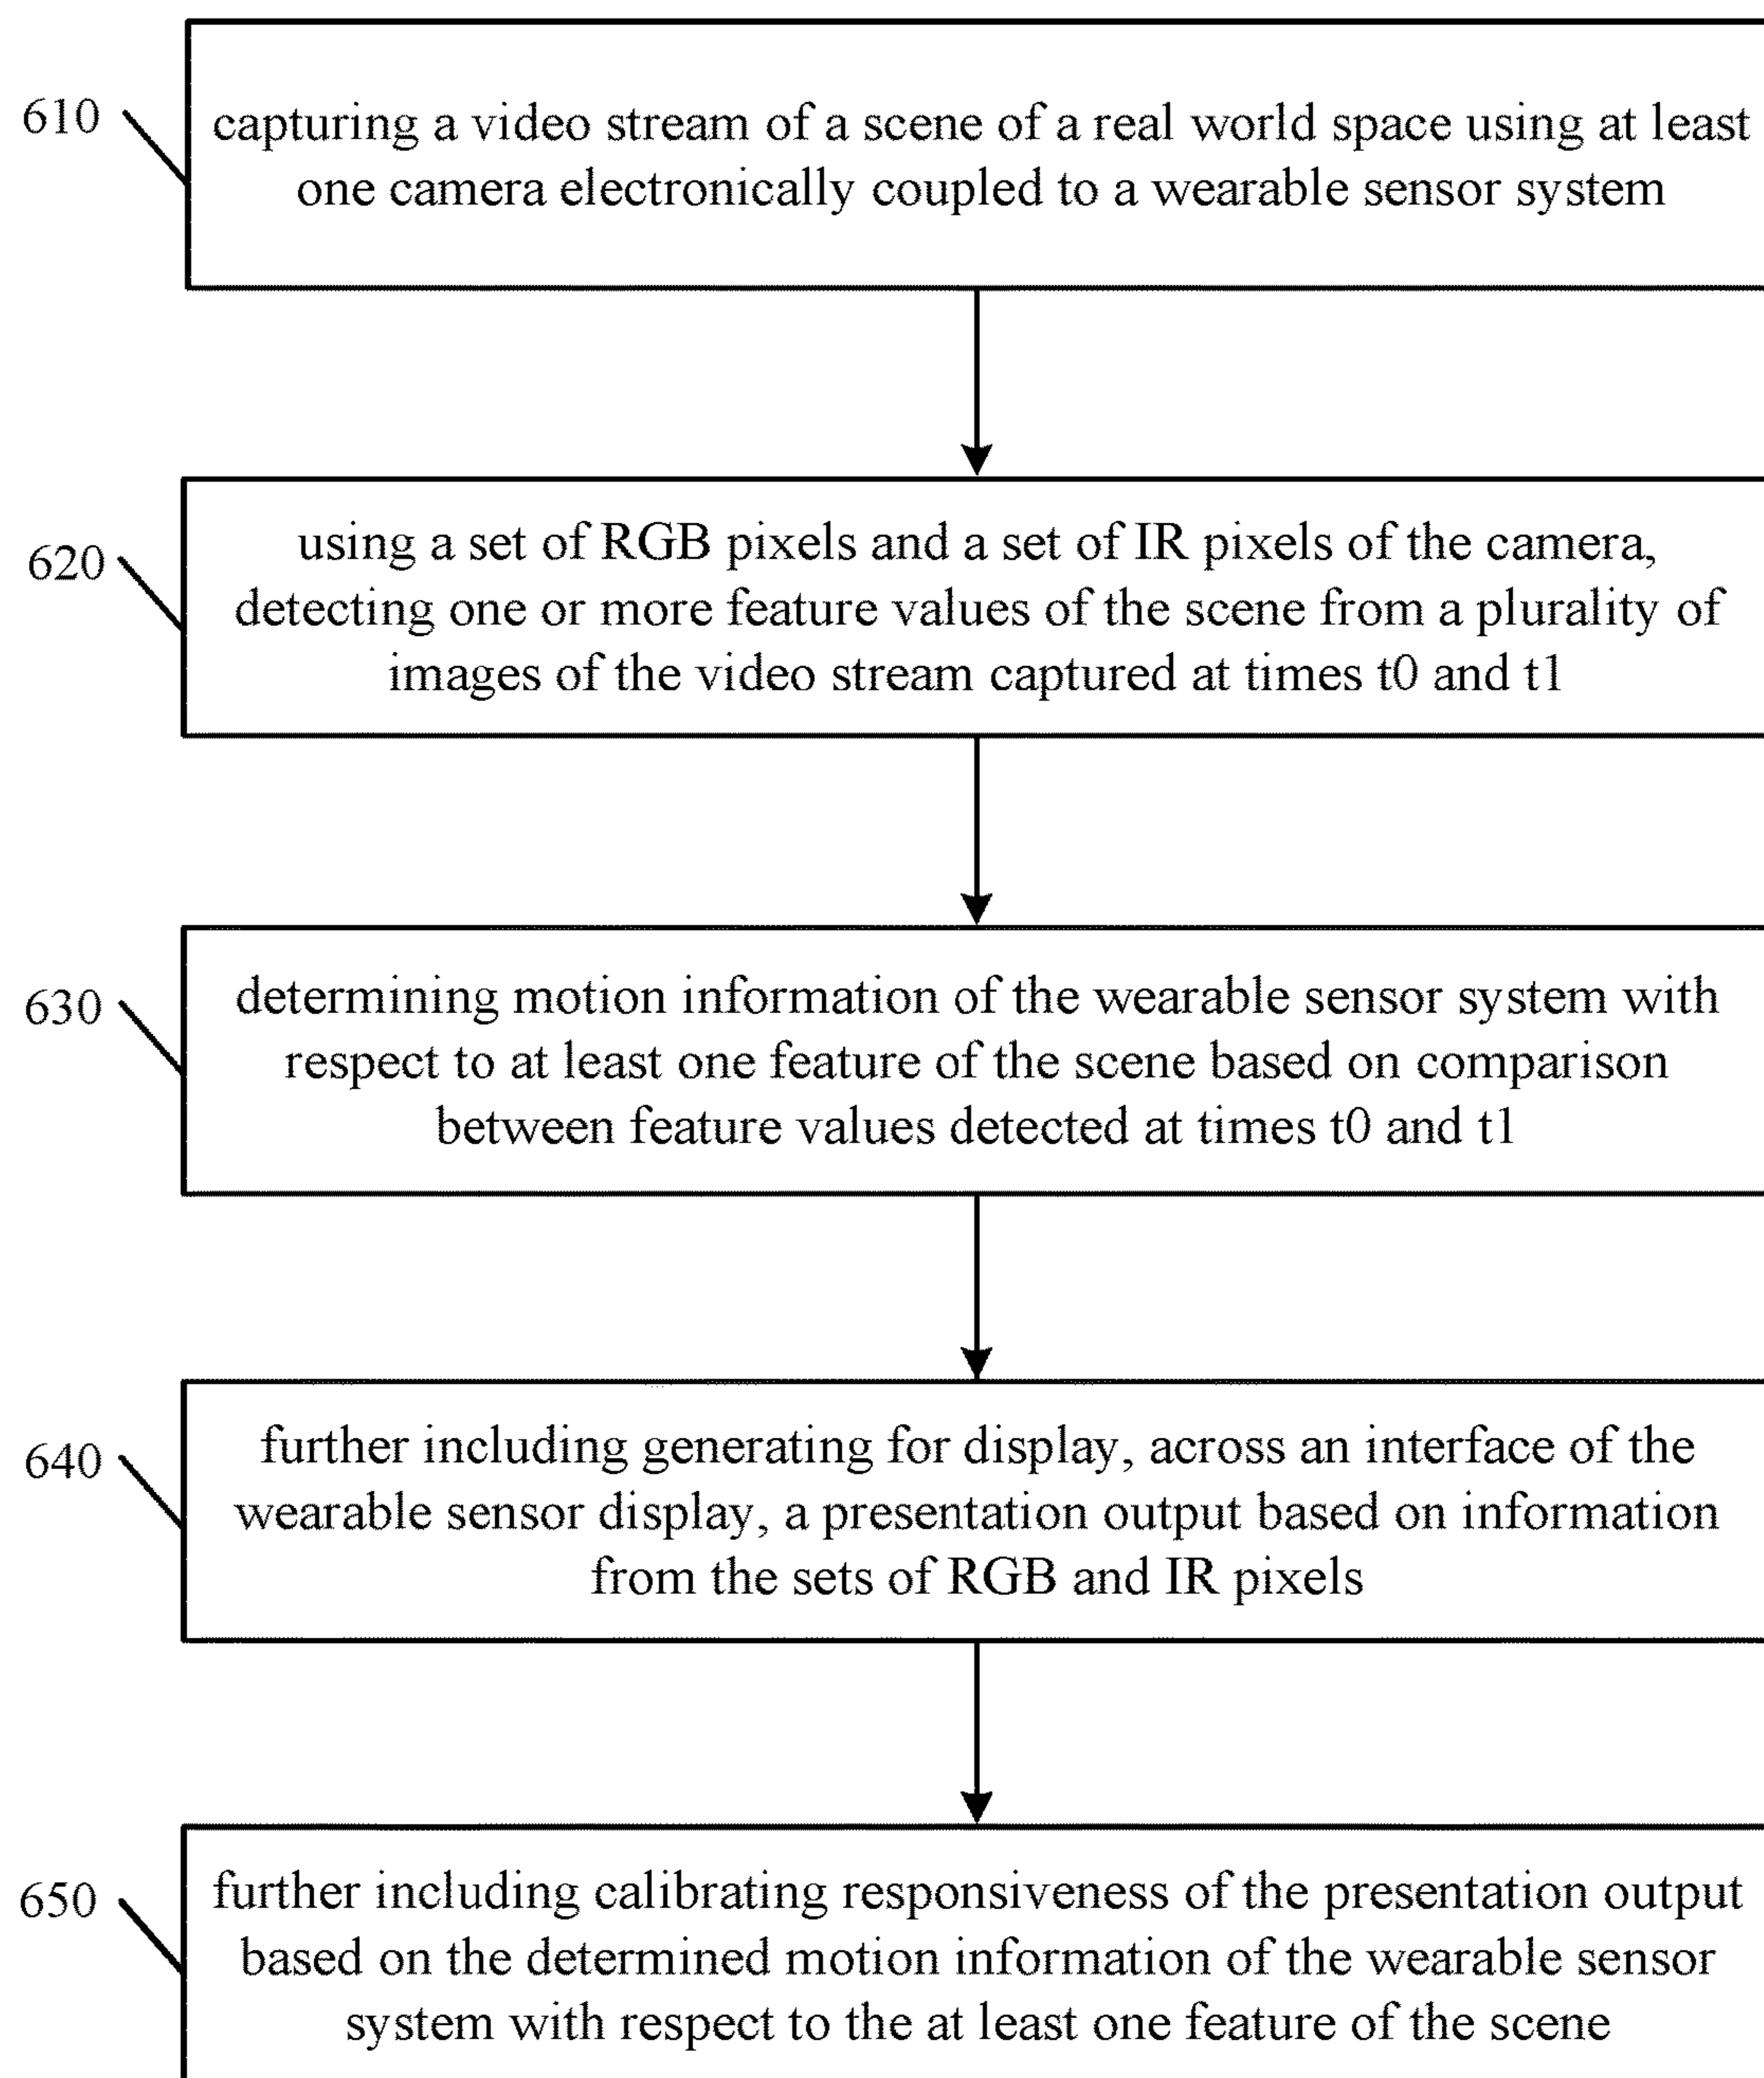 610
capturing a video stream of a scene of a real world space using at least
one camera electronically coupled to a wearable sensor system
620
using a set of RGB pixels and a set of IR pixels of the camera,
detecting one or more feature values of the scene from a plurality of
images of the video stream captured at times t0 and t1
630
determining motion information of the wearable sensor system with
respect to at least one feature of the scene based on comparison
between feature values detected at times t0 and t1
640
further including generating for display, across an interface of the
wearable sensor display, a presentation output based on information
from the sets of RGB and IR pixels
650
further including calibrating responsiveness of the presentation output
based on the determined motion information of the wearable sensor
system with respect to the at least one feature of the scene